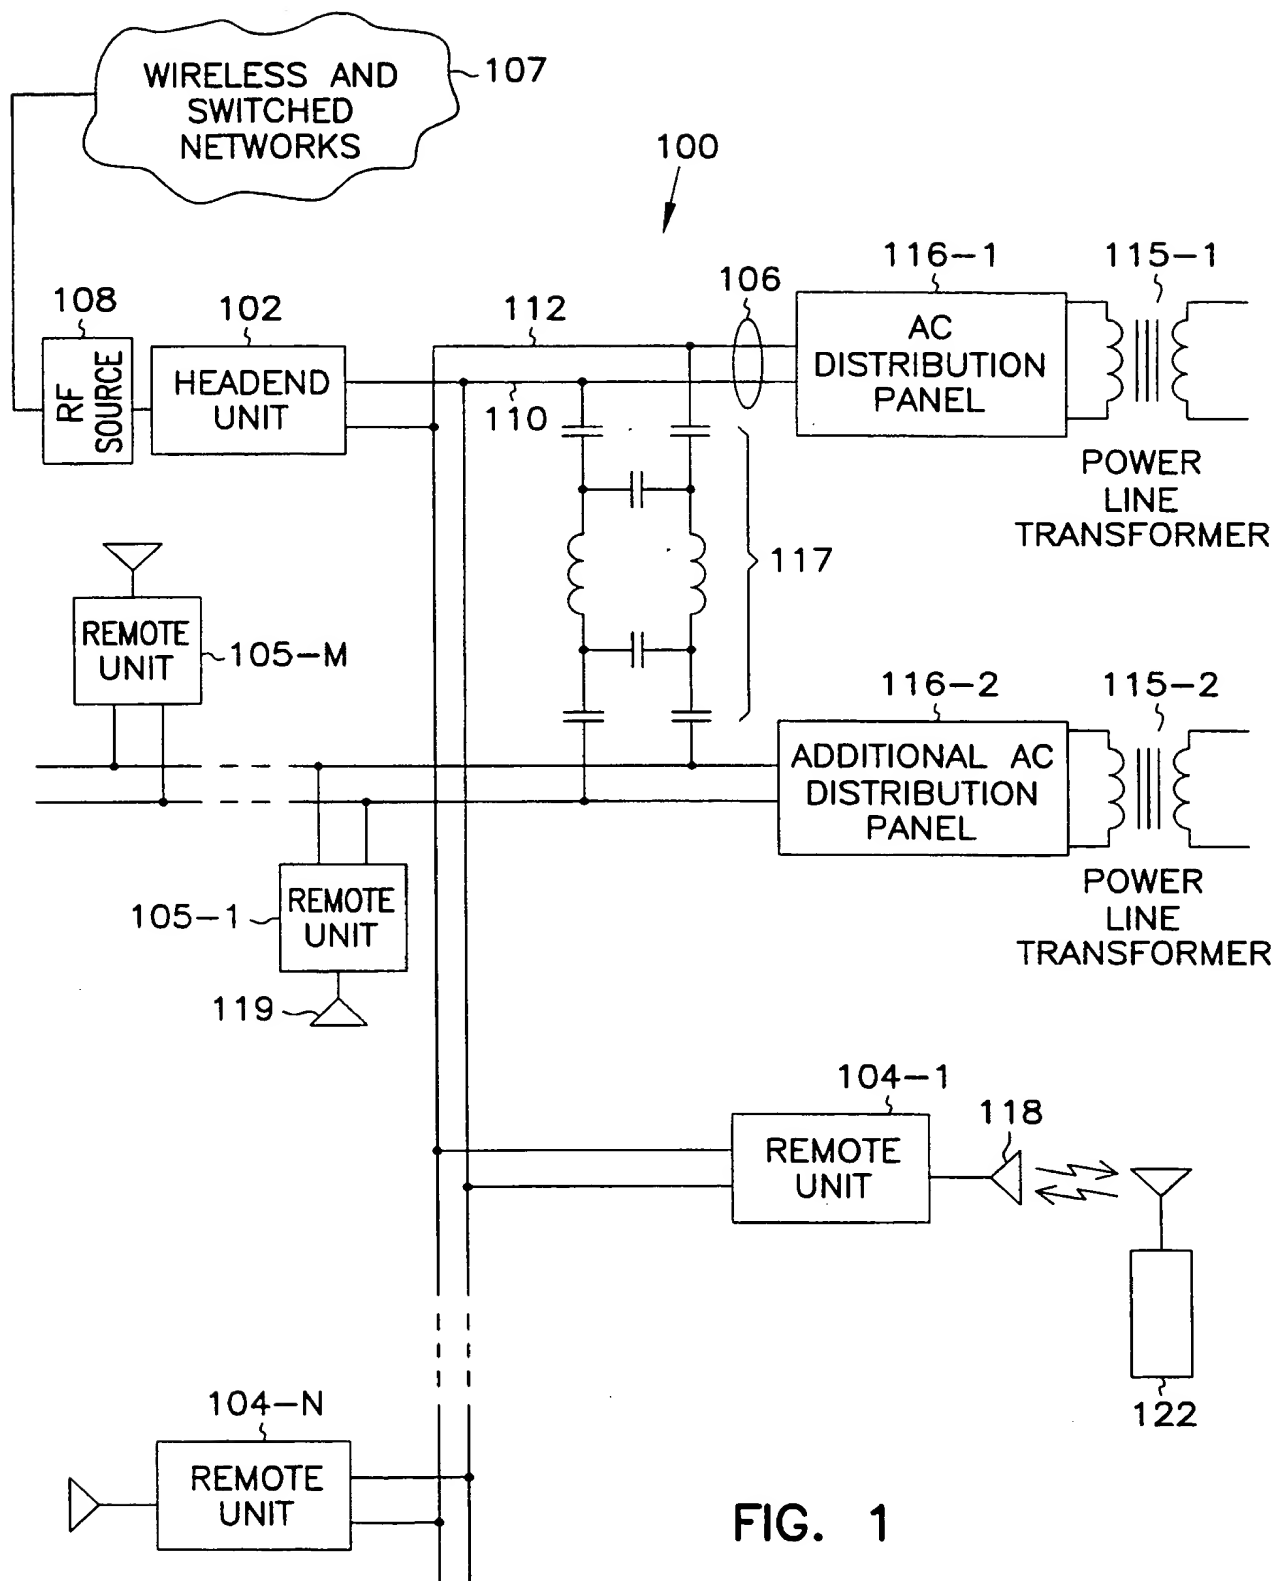 WIRELESS AND
SWITCHED
NETWORKS
107
100
108
RF
SOURCE
102
HEADEND
UNIT
112
110
106
116-1
AC
DISTRIBUTION
PANEL
115-1
POWER
LINE
TRANSFORMER
117
REMOTE
UNIT
105-M
116-2
ADDITIONAL AC
DISTRIBUTION
PANEL
115-2
POWER
LINE
TRANSFORMER
105-1
REMOTE
UNIT
119
104-1
REMOTE
UNIT
118
122
104-N
REMOTE
UNIT
FIG. 1